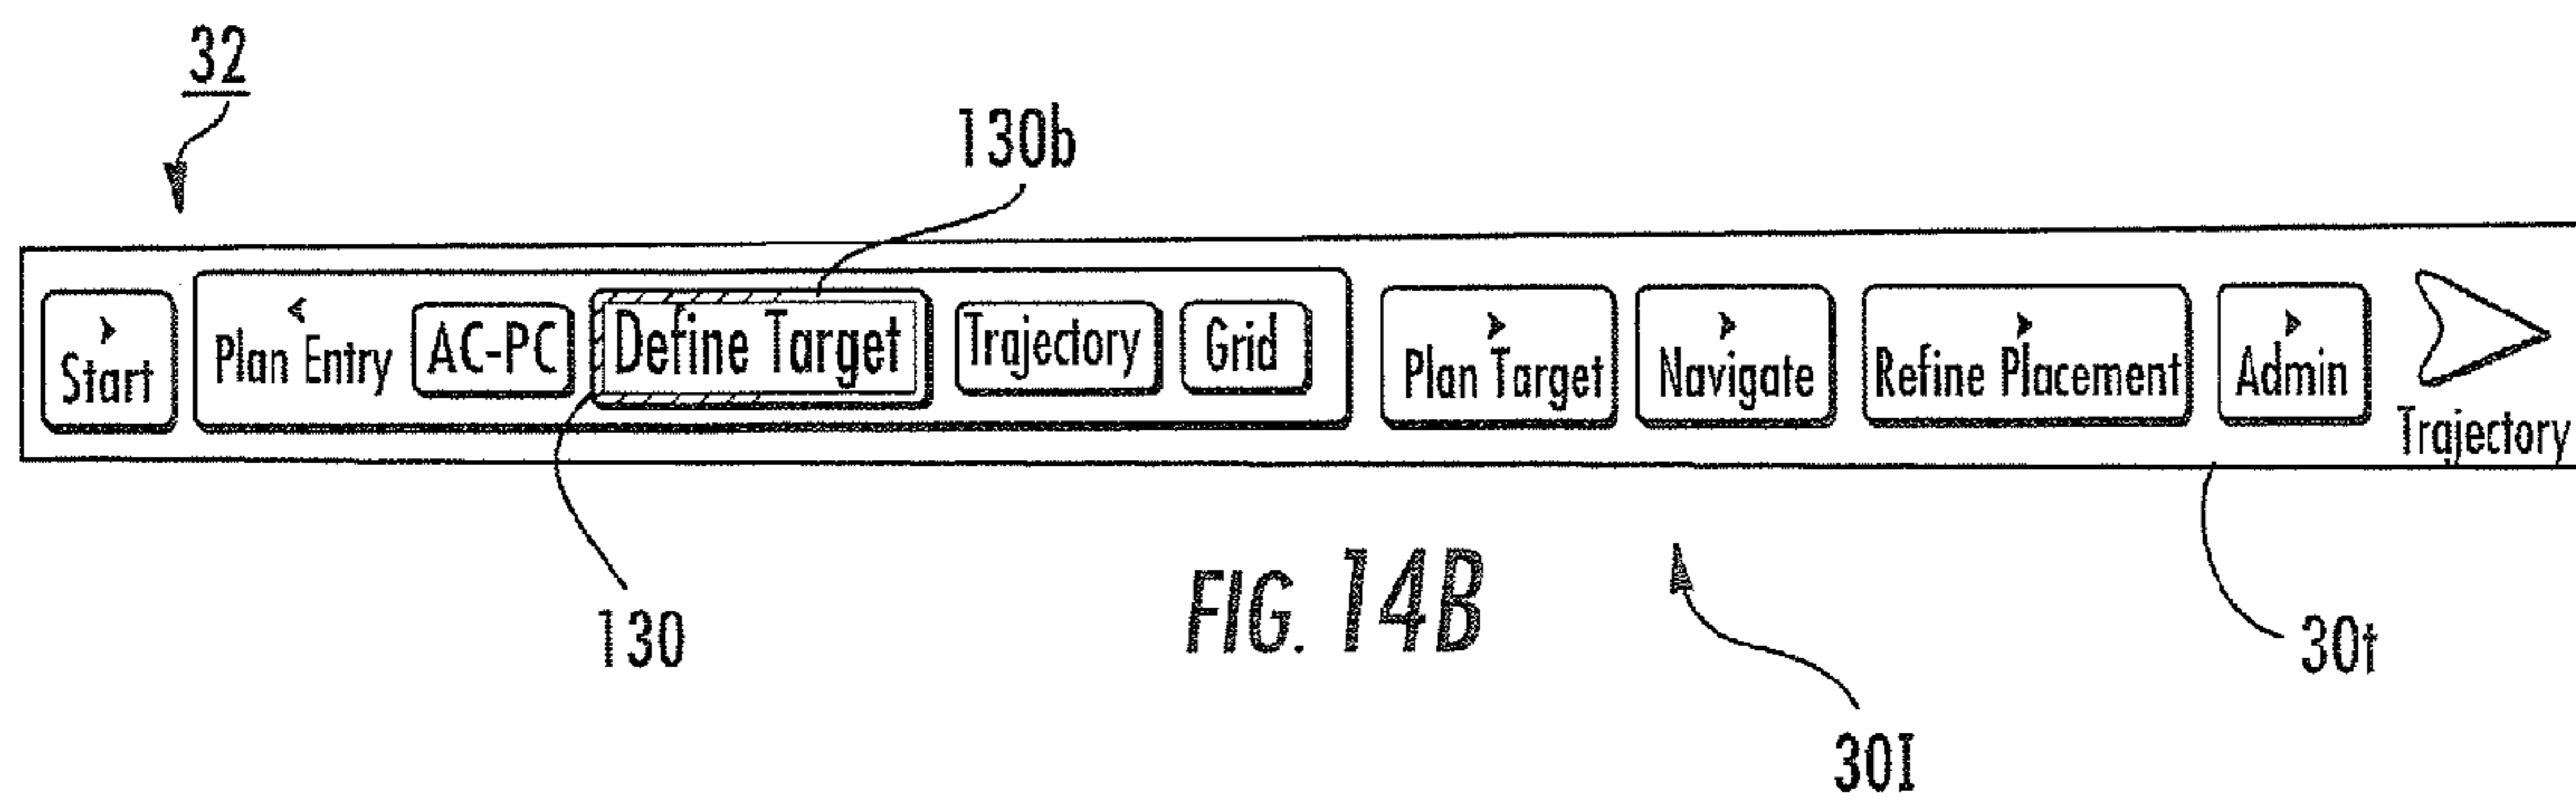 32
130b
Start
Plan Entry
AC-PC
Define Target
Trajectory
Grid
Plan Target
Navigate
Refine Placement
Admin
Trajectory
130
FIG. 14B
30I
30t